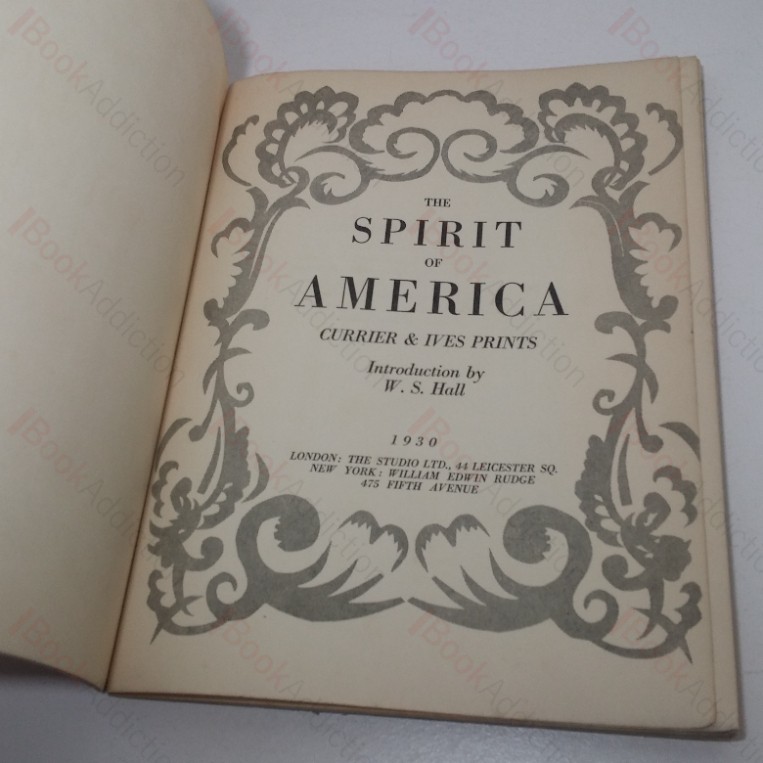 THE
SPIRIT
OF
AMERICA
CURRIER & IVES PRINTS
Introduction by
W. S. Hall
1930
LONDON: THE STUDIO LTD., 44 LEICESTER SQ.
NEW YORK: WILLIAM EDWIN RUDGE
475 FIFTH AVENUE
BookAddiction